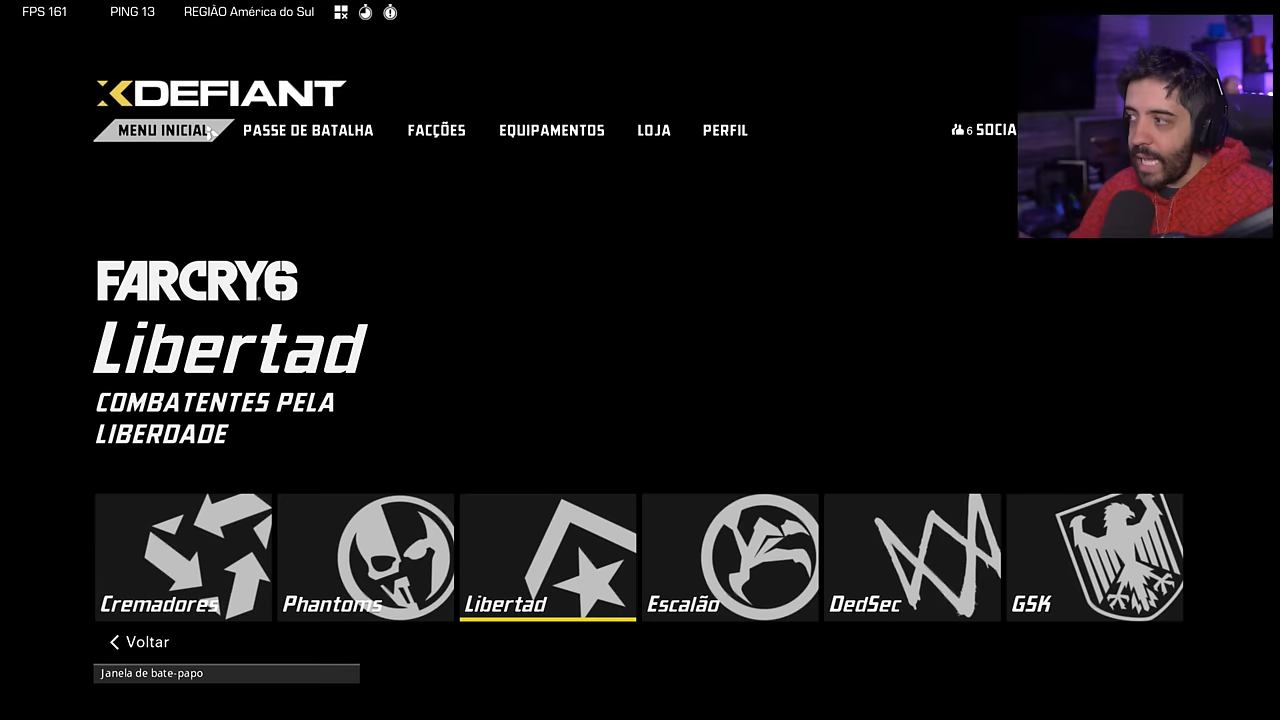 FPS 161 PING 13 REGIÃO América do Sul
XDEFIANT
MENU INICIAL PASSE DE BATALHA FACÇÕES EQUIPAMENTOS LOJA PERFIL 6 SOCIA
FARCRY6
Libertad
COMBATENTES PELA
LIBERDADE
Cremadores Phantoms Libertad Escalão DedSec GSK
Voltar
Janela de bate-papo